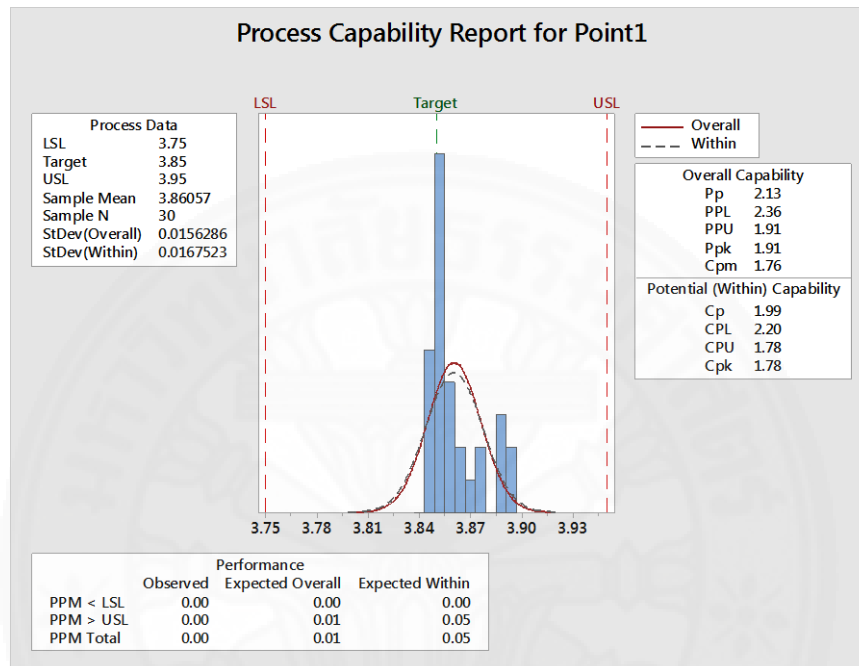 Process Capability Report for Point1
LSL Target USL
Process Data
LSL 3.75
Target 3.85
USL 3.95
Sample Mean 3.86057
Sample N 30
StDev(Overall) 0.0156286
StDev(Within) 0.0167523
Overall
Within
Overall Capability
Pp 2.13
PPL 2.36
PPU 1.91
Ppk 1.91
Cpm 1.76
Potential (Within) Capability
Cp 1.99
CPL 2.20
CPU 1.78
Cpk 1.78
3.75 3.78 3.81 3.84 3.87 3.90 3.93
Performance
Observed Expected Overall Expected Within
PPM < LSL 0.00 0.00 0.00
PPM > USL 0.00 0.01 0.05
PPM Total 0.00 0.01 0.05